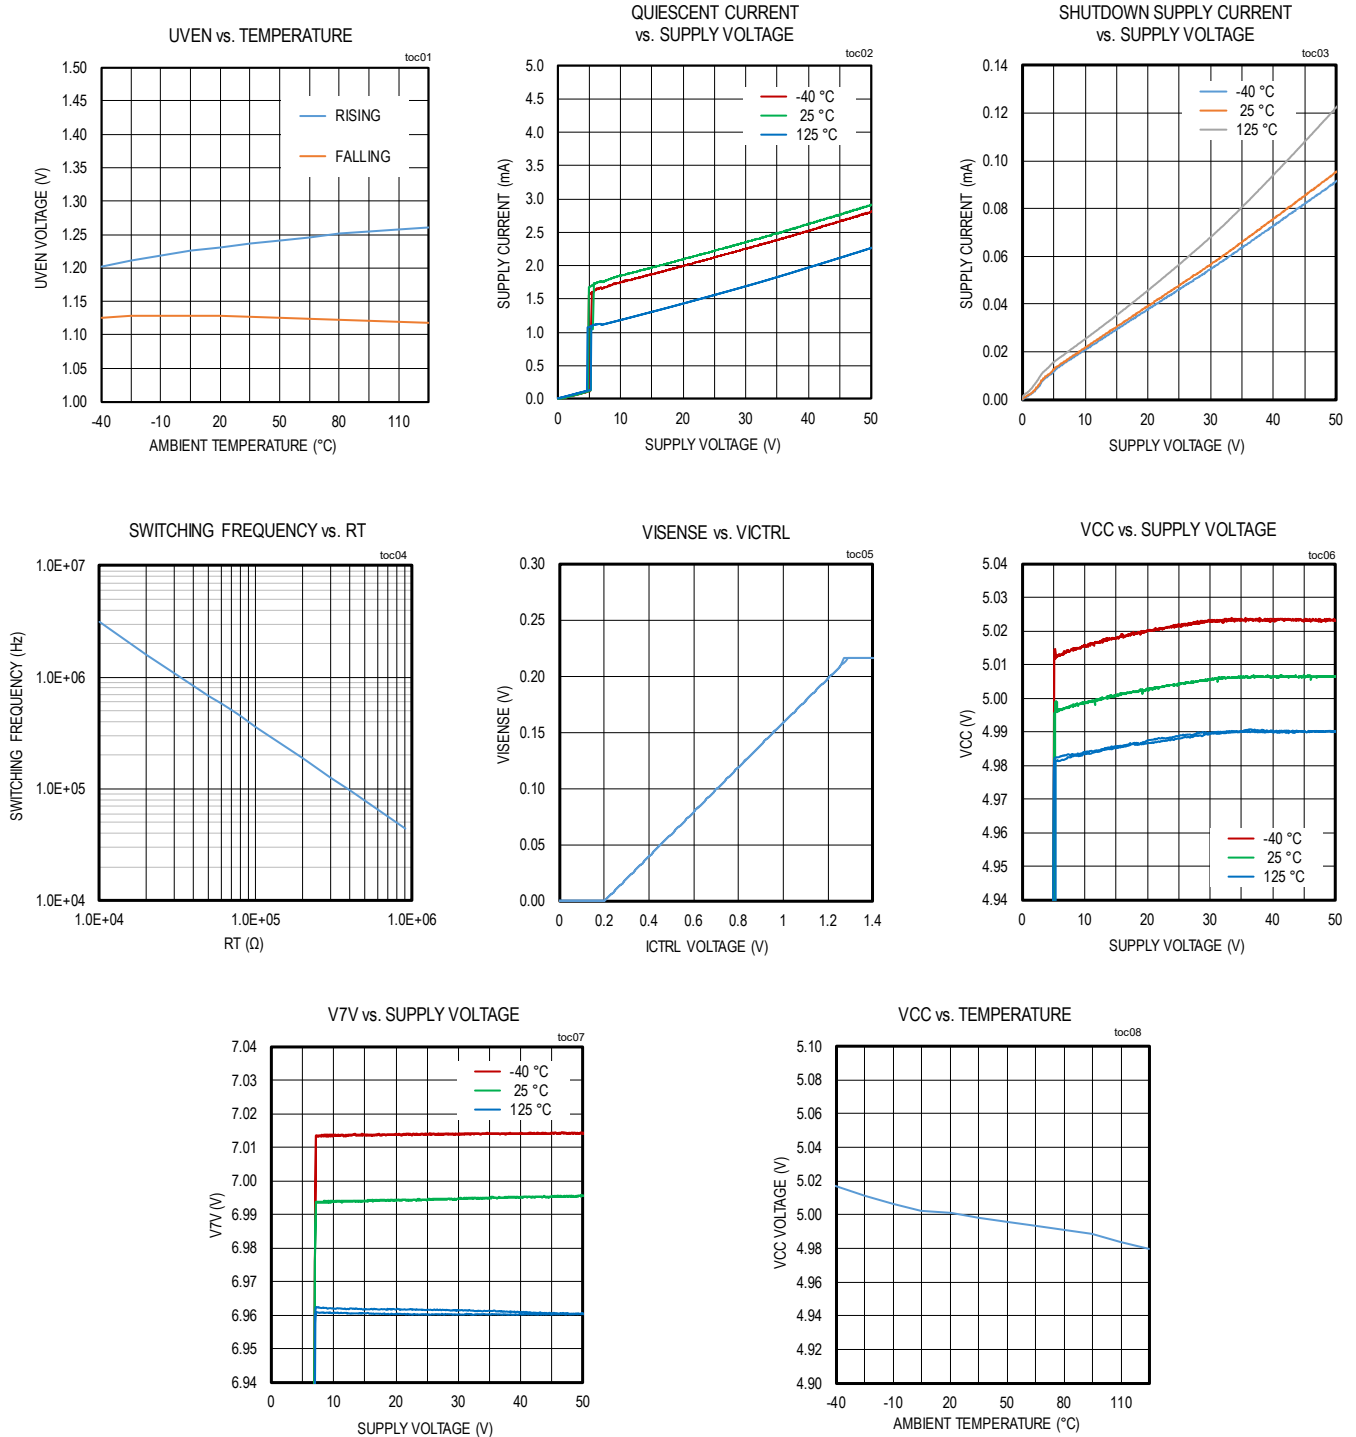 UVEN vs. TEMPERATURE
toc01
1.50
1.45
1.40
1.35
1.30
1.25
1.20
1.15
1.10
1.05
1.00
UVEN VOLTAGE (V)
RISING
FALLING
-40
-10
20
50
80
110
AMBIENT TEMPERATURE (°C)
QUIESCENT CURRENT
vs. SUPPLY VOLTAGE
toc02
5.0
4.5
4.0
3.5
3.0
2.5
2.0
1.5
1.0
0.5
0.0
SUPPLY CURRENT (mA)
-40 °C
25 °C
125 °C
0
10
20
30
40
50
SUPPLY VOLTAGE (V)
SHUTDOWN SUPPLY CURRENT
vs. SUPPLY VOLTAGE
toc03
0.14
0.12
0.10
0.08
0.06
0.04
0.02
0.00
SUPPLY CURRENT (mA)
-40 °C
25 °C
125 °C
0
10
20
30
40
50
SUPPLY VOLTAGE (V)
SWITCHING FREQUENCY vs. RT
toc04
1.0E+07
1.0E+06
1.0E+05
1.0E+04
SWITCHING FREQUENCY (Hz)
1.0E+04
1.0E+05
1.0E+06
RT (Ω)
VISENSE vs. VICTRL
toc05
0.30
0.25
0.20
0.15
0.10
0.05
0.00
VISENSE (V)
0
0.2
0.4
0.6
0.8
1
1.2
1.4
ICTRL VOLTAGE (V)
VCC vs. SUPPLY VOLTAGE
toc06
5.04
5.03
5.02
5.01
5.00
4.99
4.98
4.97
4.96
4.95
4.94
VCC (V)
-40 °C
25 °C
125 °C
0
10
20
30
40
50
SUPPLY VOLTAGE (V)
V7V vs. SUPPLY VOLTAGE
toc07
7.04
7.03
7.02
7.01
7.00
6.99
6.98
6.97
6.96
6.95
6.94
V7V (V)
-40 °C
25 °C
125 °C
0
10
20
30
40
50
SUPPLY VOLTAGE (V)
VCC vs. TEMPERATURE
toc08
5.10
5.08
5.06
5.04
5.02
5.00
4.98
4.96
4.94
4.92
4.90
VCC VOLTAGE (V)
-40
-10
20
50
80
110
AMBIENT TEMPERATURE (°C)